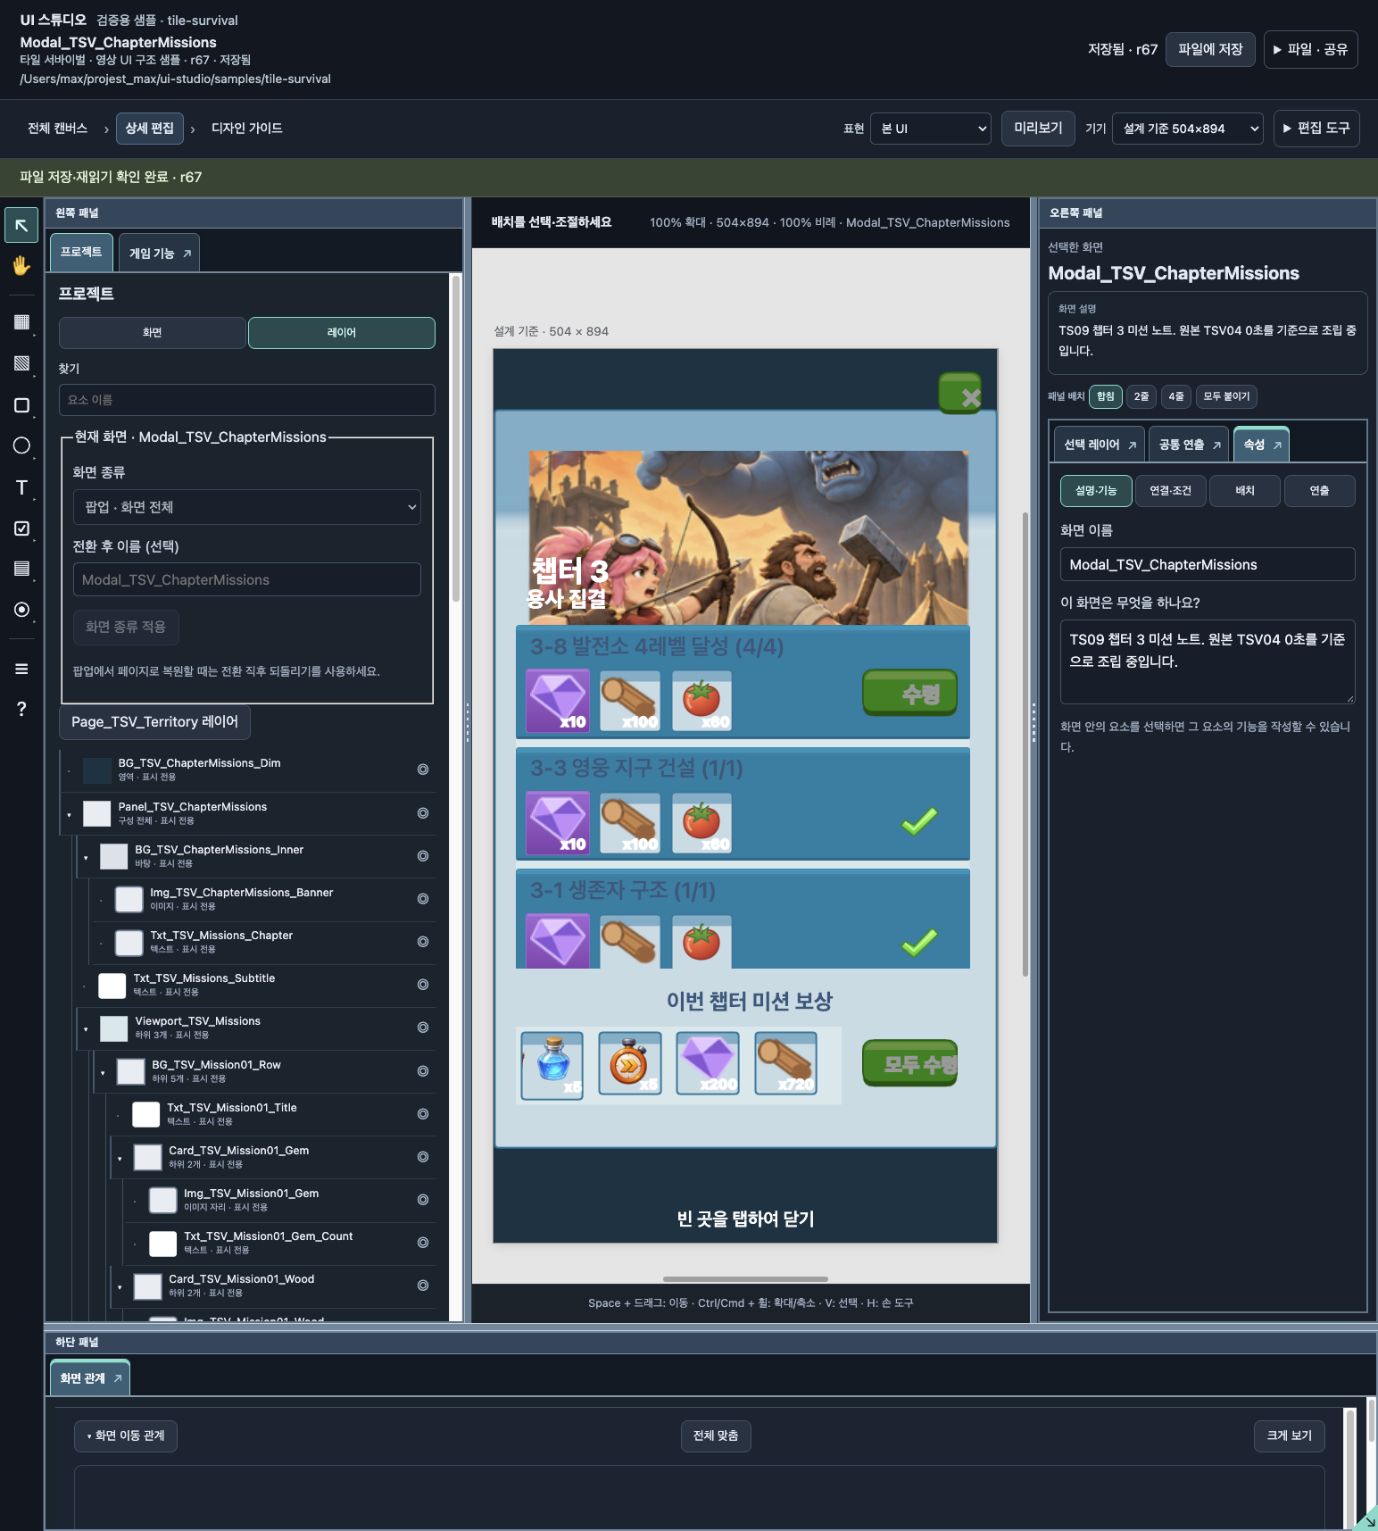 UI 스튜디오 검증용 샘플 · tile-survival
Modal_TSV_ChapterMissions
타일 서바이벌 · 영상 UI 구조 샘플 · r67 · 저장됨
/Users/max/projest_max/ui-studio/samples/tile-survival
저장됨 · r67
파일에 저장
▶ 파일 · 공유
전체 캔버스 › 상세 편집 › 디자인 가이드
표현 본 UI
미리보기
기기 설계 기준 504×894
▶ 편집 도구
파일 저장·재읽기 확인 완료 · r67
왼쪽 패널
프로젝트
게임 기능 ↗
프로젝트
화면
레이어
찾기
요소 이름
현재 화면 · Modal_TSV_ChapterMissions
화면 종류
팝업 · 화면 전체
전환 후 이름 (선택)
Modal_TSV_ChapterMissions
화면 종류 적용
팝업에서 페이지로 복원할 때는 전환 직후 되돌리기를 사용하세요.
Page_TSV_Territory 레이어
BG_TSV_ChapterMissions_Dim
영역 · 표시 전용
Panel_TSV_ChapterMissions
구성 전체 · 표시 전용
BG_TSV_ChapterMissions_Inner
바탕 · 표시 전용
Img_TSV_ChapterMissions_Banner
이미지 · 표시 전용
Txt_TSV_Missions_Chapter
텍스트 · 표시 전용
Txt_TSV_Missions_Subtitle
텍스트 · 표시 전용
Viewport_TSV_Missions
하위 3개 · 표시 전용
BG_TSV_Mission01_Row
하위 5개 · 표시 전용
Txt_TSV_Mission01_Title
텍스트 · 표시 전용
Card_TSV_Mission01_Gem
하위 2개 · 표시 전용
Img_TSV_Mission01_Gem
이미지 자리 · 표시 전용
Txt_TSV_Mission01_Gem_Count
텍스트 · 표시 전용
Card_TSV_Mission01_Wood
하위 2개 · 표시 전용
Img_TSV_Mission01_Wood
T
?
배치를 선택·조절하세요
100% 확대 · 504×894 · 100% 비례 · Modal_TSV_ChapterMissions
설계 기준 · 504 × 894
챕터 3
용사 집결
3-8 발전소 4레벨 달성 (4/4)
x10 x100 x60
수령
3-3 영웅 지구 건설 (1/1)
x10 x100 x60
3-1 생존자 구조 (1/1)
이번 챕터 미션 보상
x5 x5 x200 x720
모두 수령
빈 곳을 탭하여 닫기
Space + 드래그: 이동 · Ctrl/Cmd + 휠: 확대/축소 · V: 선택 · H: 손 도구
오른쪽 패널
선택한 화면
Modal_TSV_ChapterMissions
화면 설명
TS09 챕터 3 미션 노트. 원본 TSV04 0초를 기준으로 조립 중
입니다.
패널 배치 합침 2줄 4줄 모두 붙이기
선택 레이어 ↗
공통 연출 ↗
속성 ↗
설명·기능
연결·조건
배치
연출
화면 이름
Modal_TSV_ChapterMissions
이 화면은 무엇을 하나요?
TS09 챕터 3 미션 노트. 원본 TSV04 0초를 기준
으로 조립 중입니다.
화면 안의 요소를 선택하면 그 요소의 기능을 작성할 수 있습니
다.
하단 패널
화면 관계 ↗
▾ 화면 이동 관계
전체 맞춤
크게 보기